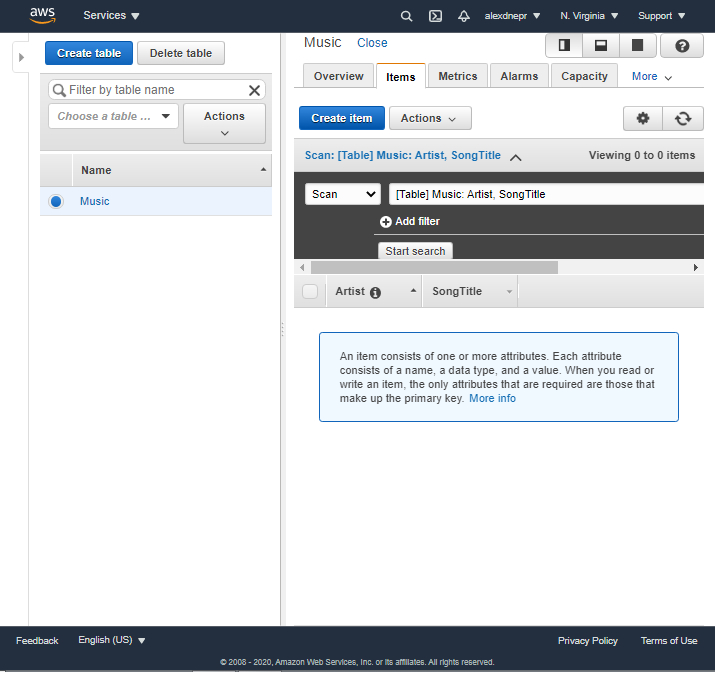 aws
Services
alexdnepr
N. Virginia
Support
Create table
Delete table
Filter by table name
Choose a table ...
Actions
Name
Music
Music
Close
Overview
Items
Metrics
Alarms
Capacity
More
Create item
Actions
Scan: [Table] Music: Artist, SongTitle
Viewing 0 to 0 items
Scan
[Table] Music: Artist, SongTitle
Add filter
Start search
Artist
SongTitle
An item consists of one or more attributes. Each attribute
consists of a name, a data type, and a value. When you read or
write an item, the only attributes that are required are those that
make up the primary key. More info
Feedback
English (US)
Privacy Policy
Terms of Use
© 2008 - 2020, Amazon Web Services, Inc. or its affiliates. All rights reserved.